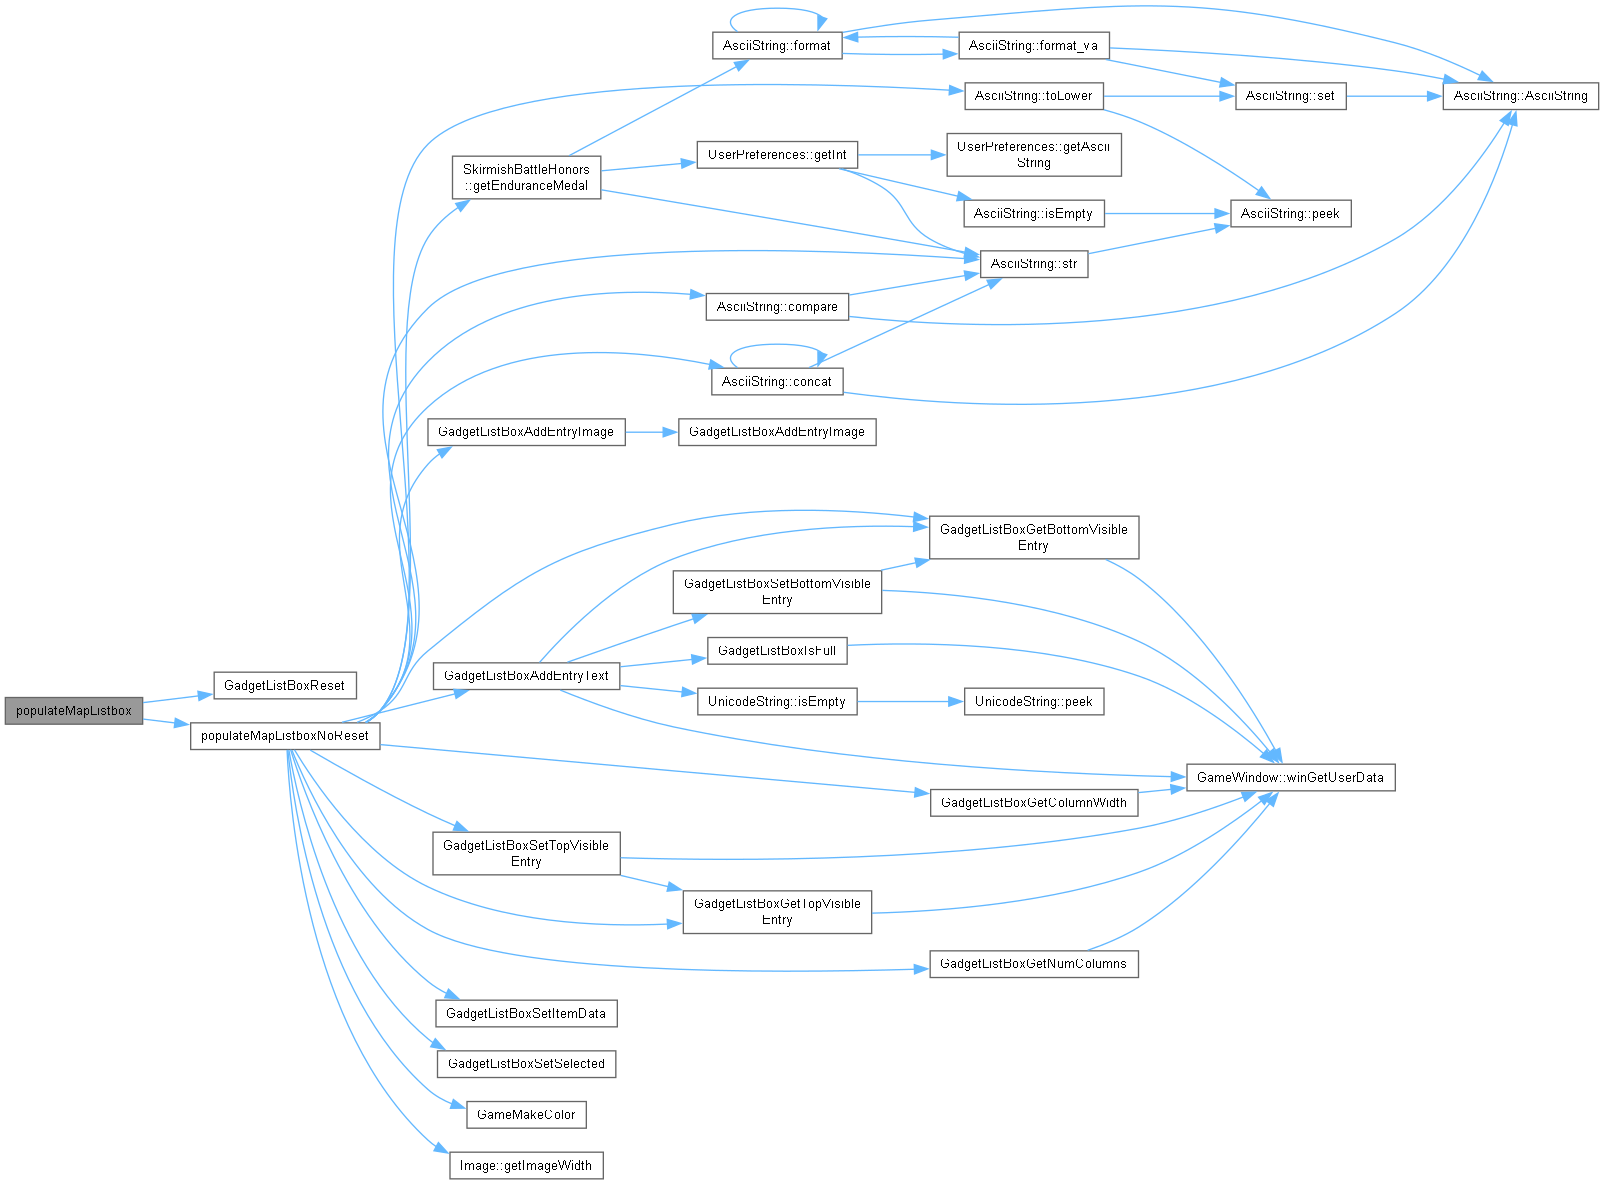 AsciiString::format
AsciiString::format_va
AsciiString::toLower
AsciiString::set
AsciiString::AsciiString
SkirmishBattleHonors
::getEnduranceMedal
UserPreferences::getInt
UserPreferences::getAscii
String
AsciiString::isEmpty
AsciiString::peek
AsciiString::str
AsciiString::compare
AsciiString::concat
GadgetListBoxAddEntryImage
GadgetListBoxAddEntryImage
GadgetListBoxGetBottomVisible
Entry
GadgetListBoxSetBottomVisible
Entry
GadgetListBoxIsFull
GadgetListBoxAddEntryText
GadgetListBoxReset
UnicodeString::isEmpty
UnicodeString::peek
populateMapListbox
populateMapListboxNoReset
GameWindow::winGetUserData
GadgetListBoxGetColumnWidth
GadgetListBoxSetTopVisible
Entry
GadgetListBoxGetTopVisible
Entry
GadgetListBoxGetNumColumns
GadgetListBoxSetItemData
GadgetListBoxSetSelected
GameMakeColor
Image::getImageWidth